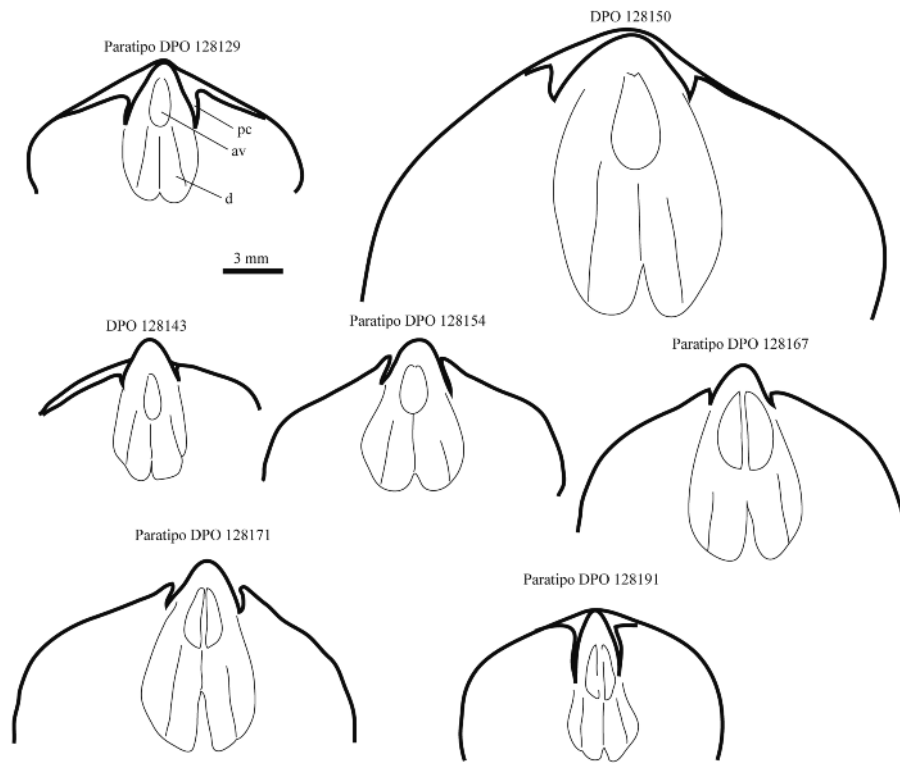 DPO 128150
Paratipo DPO 128129
pc
av
d
3 mm
DPO 128143
Paratipo DPO 128154
Paratipo DPO 128167
Paratipo DPO 128171
Paratipo DPO 128191